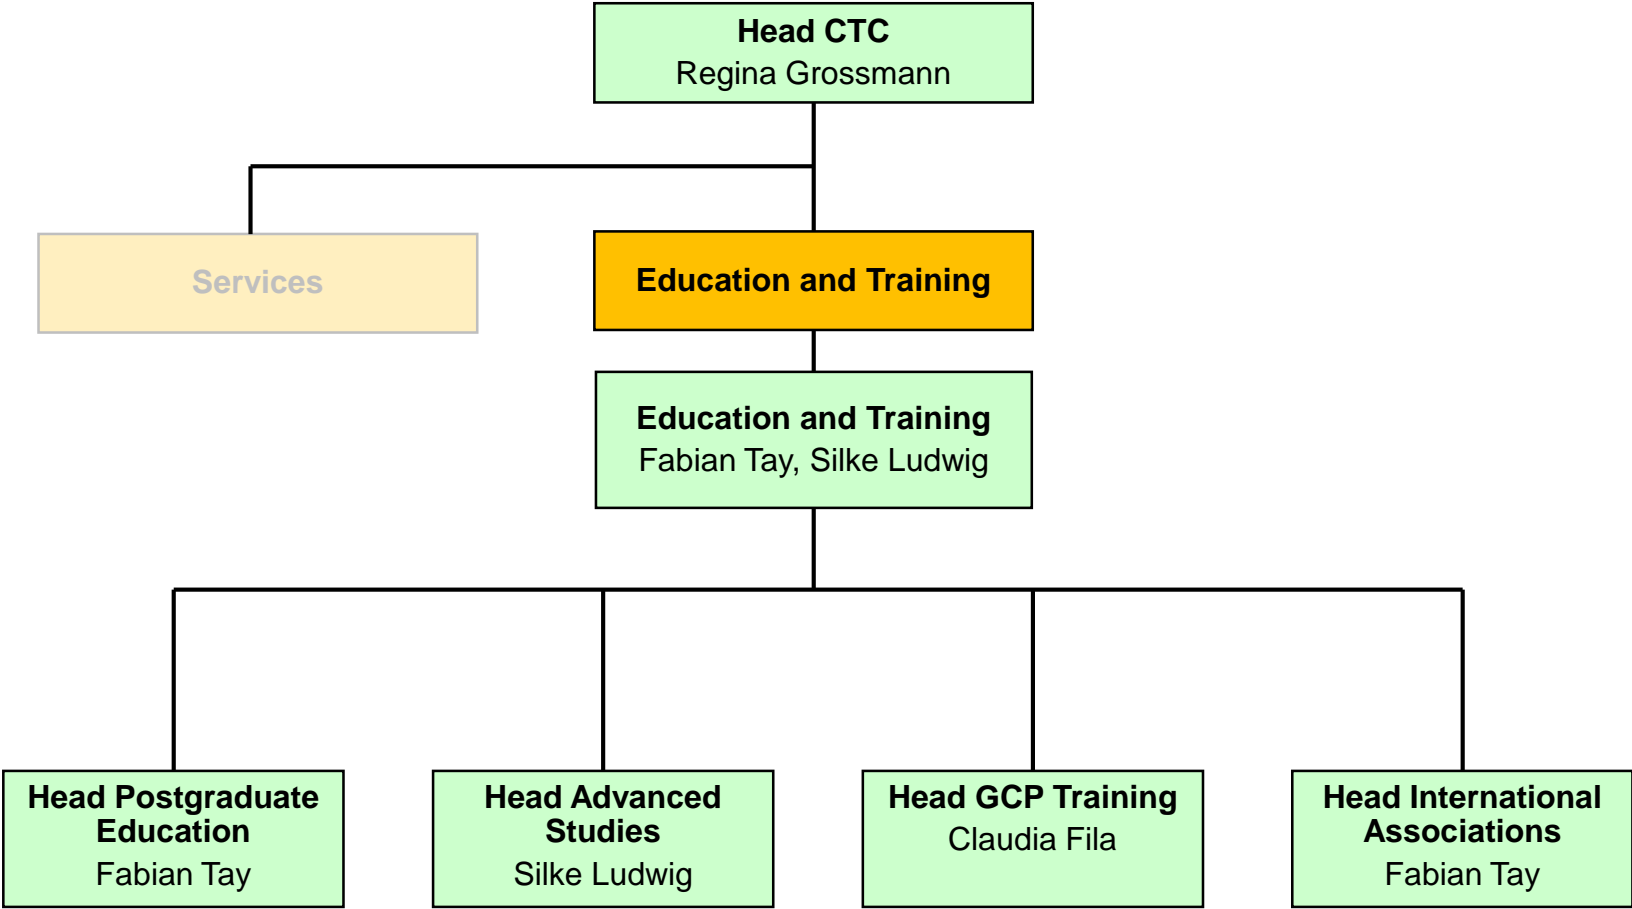 Head CTC
Regina Grossmann
Services
Education and Training
Education and Training
Fabian Tay, Silke Ludwig
Head Postgraduate
Education
Fabian Tay
Head Advanced
Studies
Silke Ludwig
Head GCP Training
Claudia Fila
Head International
Associations
Fabian Tay